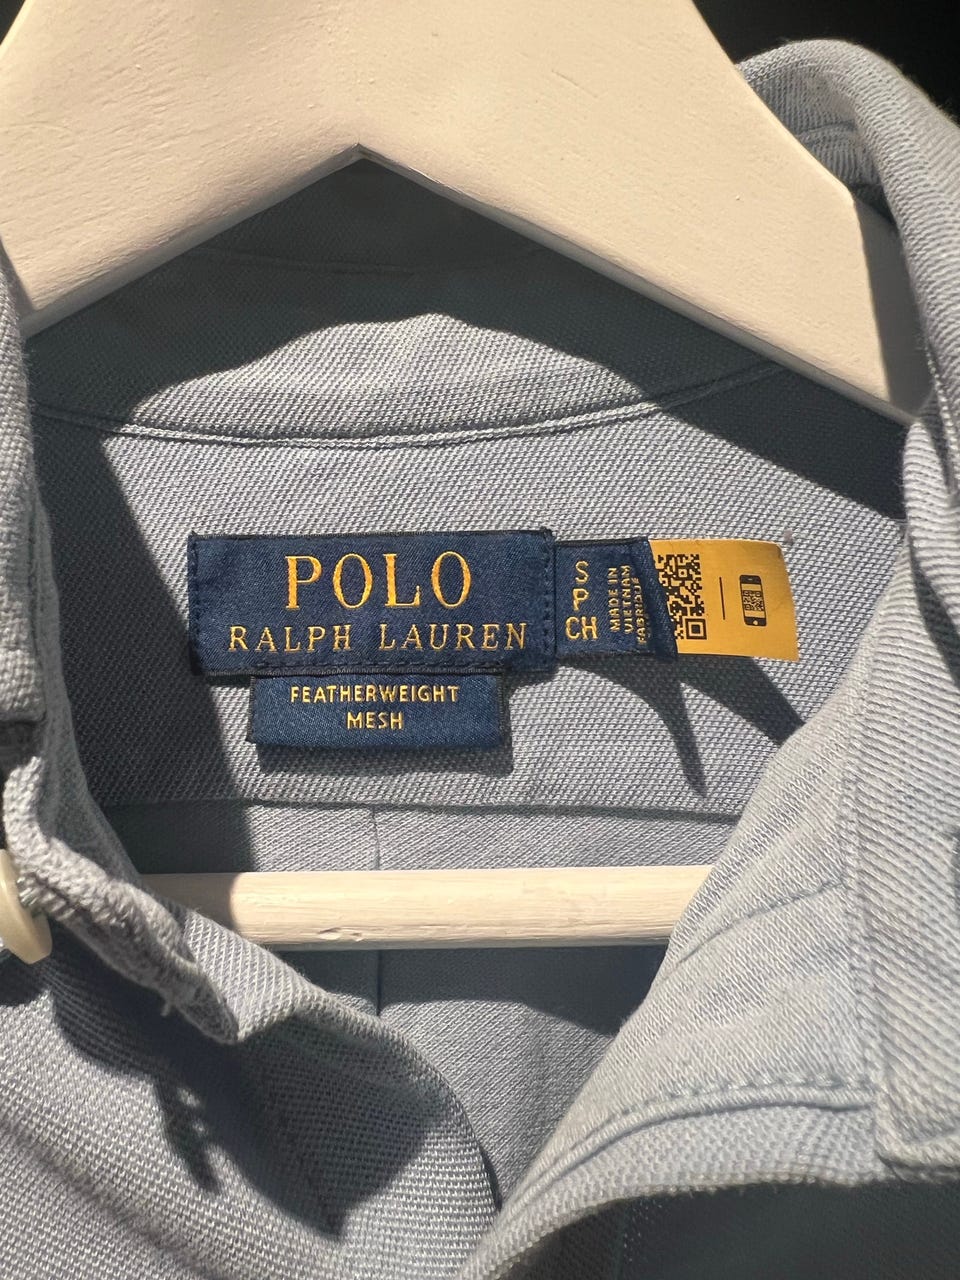 POLO
RALPH LAUREN
FEATHERWEIGHT
MESH
S
P
CH
MADE IN
VIETNAM
FABRIQUÉ